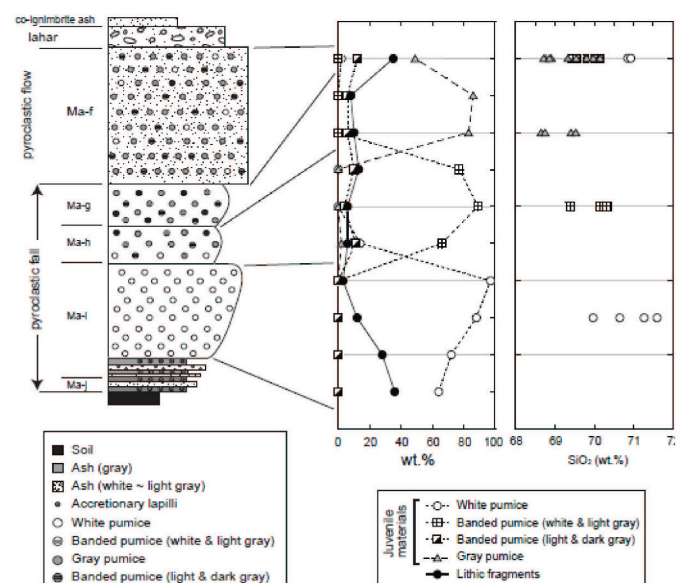 co-ignimbrite ash
lahar
pyroclastic flow
Ma-f
pyroclastic fall
Ma-g
Ma-h
Ma-i
Ma-j
0 20 40 60 80 100
wt.%
68 69 70 71 72
SiO₂ (wt.%)
Soil
Ash (gray)
Ash (white ~ light gray)
Accretionary lapilli
White pumice
Banded pumice (white & light gray)
Gray pumice
Banded pumice (light & dark gray)
Juvenile materials
White pumice
Banded pumice (white & light gray)
Banded pumice (light & dark gray)
Gray pumice
Lithic fragments